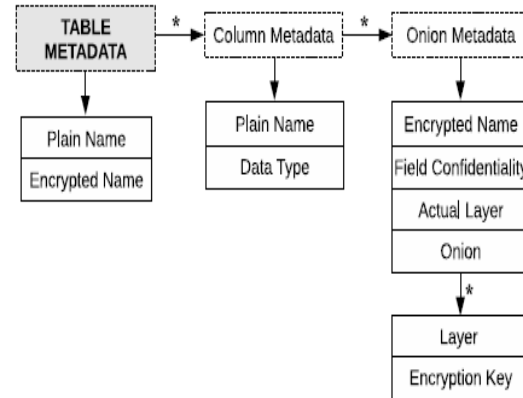 TABLE
METADATA
*
Column Metadata
*
Onion Metadata
Plain Name
Encrypted Name
Plain Name
Data Type
Encrypted Name
Field Confidentiality
Actual Layer
Onion
*
Layer
Encryption Key